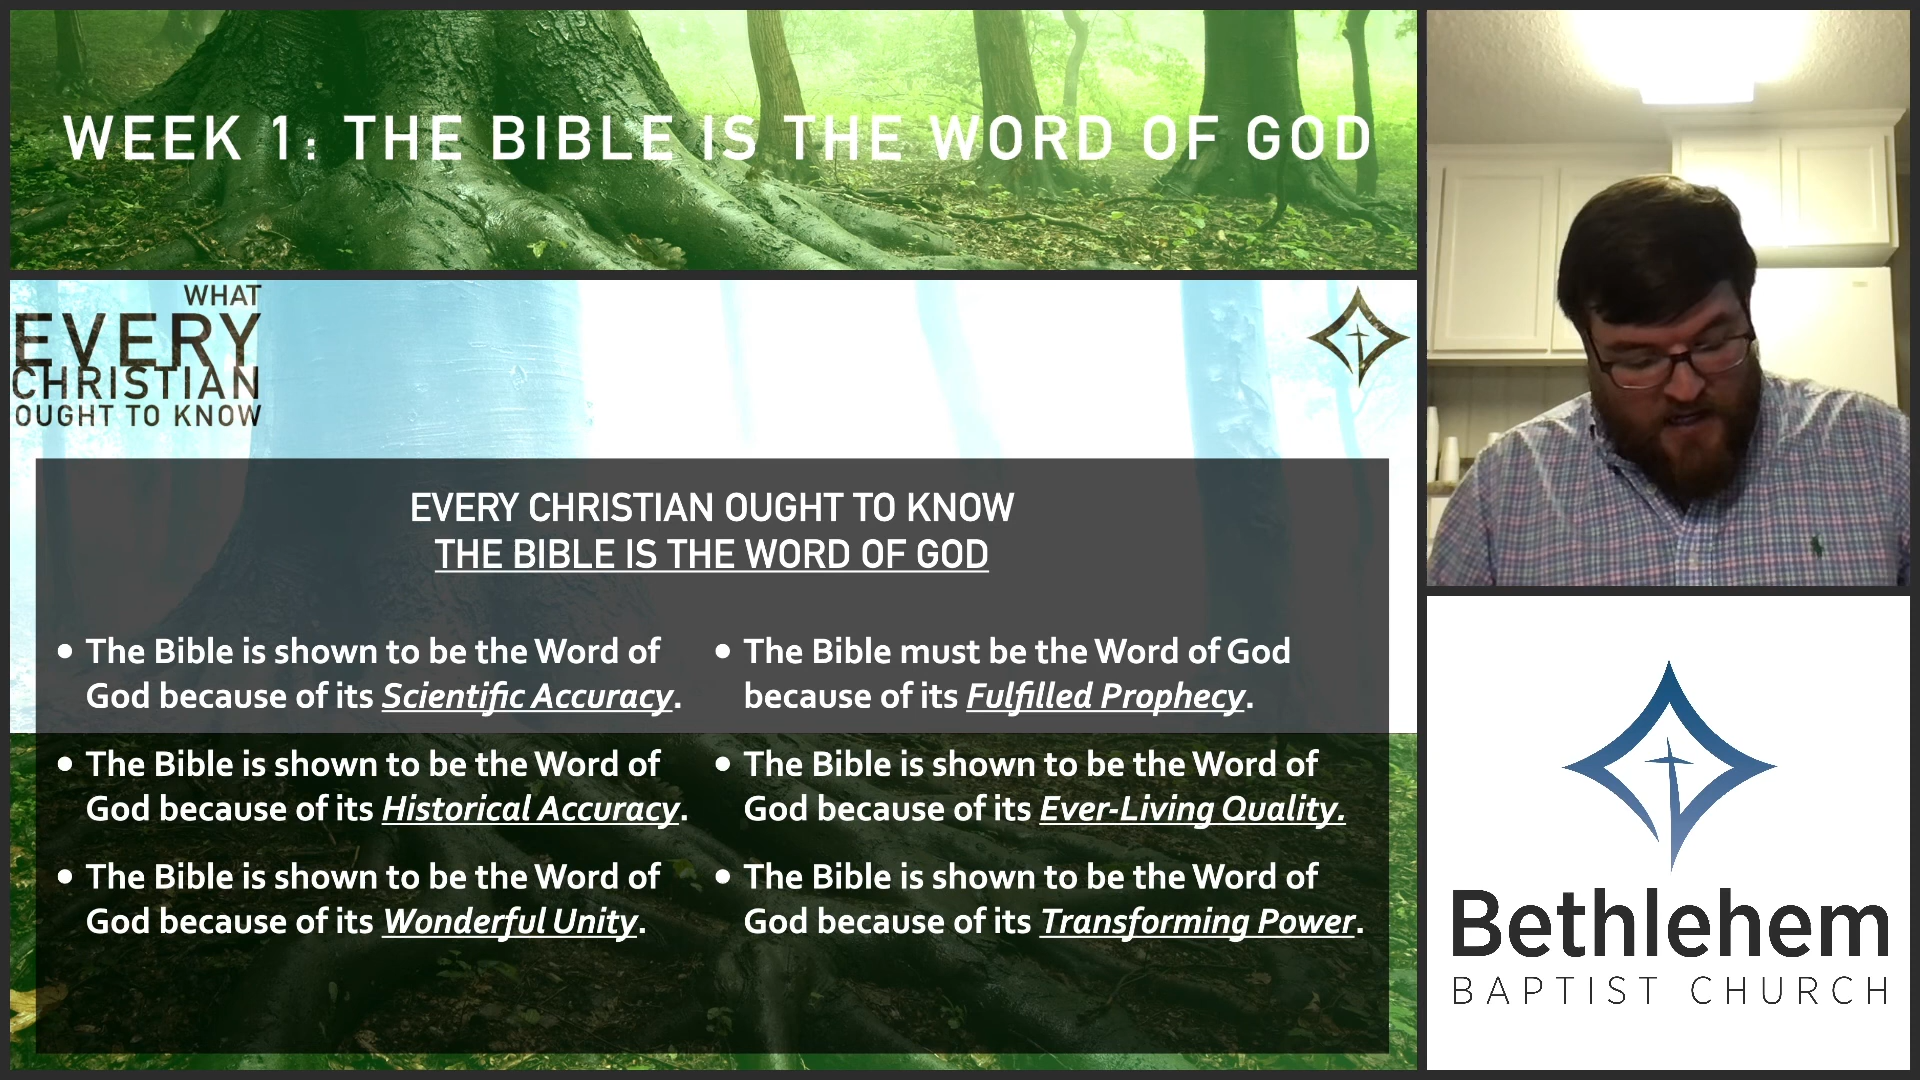 WEEK 1: THE BIBLE IS THE WORD OF GOD
WHAT
EVERY
CHRISTIAN
OUGHT TO KNOW
EVERY CHRISTIAN OUGHT TO KNOW
THE BIBLE IS THE WORD OF GOD
• The Bible is shown to be the Word of
God because of its Scientific Accuracy.
• The Bible is shown to be the Word of
God because of its Historical Accuracy.
• The Bible is shown to be the Word of
God because of its Wonderful Unity.
• The Bible must be the Word of God
because of its Fulfilled Prophecy.
• The Bible is shown to be the Word of
God because of its Ever-Living Quality.
• The Bible is shown to be the Word of
God because of its Transforming Power.
Bethlehem
BAPTIST CHURCH